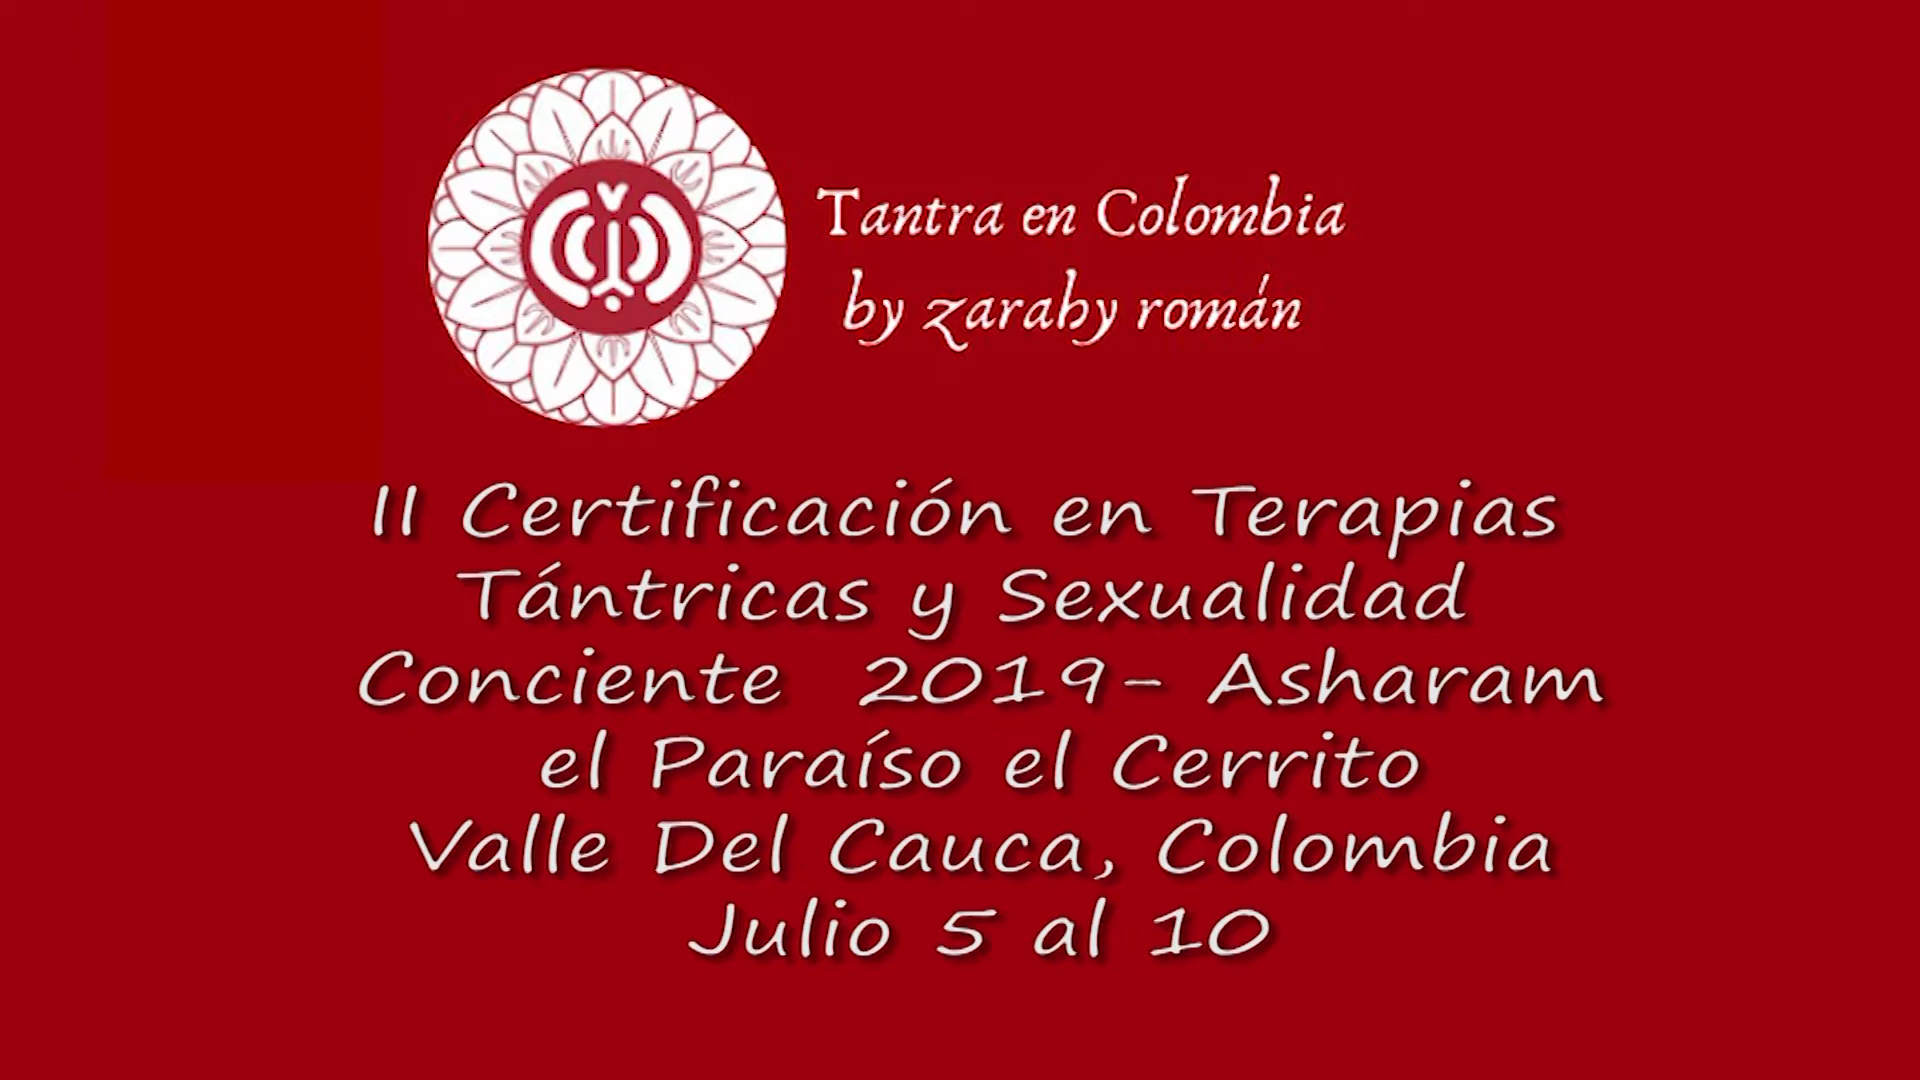 Tantra en Colombia
by zaraby román
II Certificación en Terapias
Tántricas y Sexualidad
Conciente 2019- Asharam
el Paraíso el Cerrito
Valle Del Cauca, Colombia
Julio 5 al 10